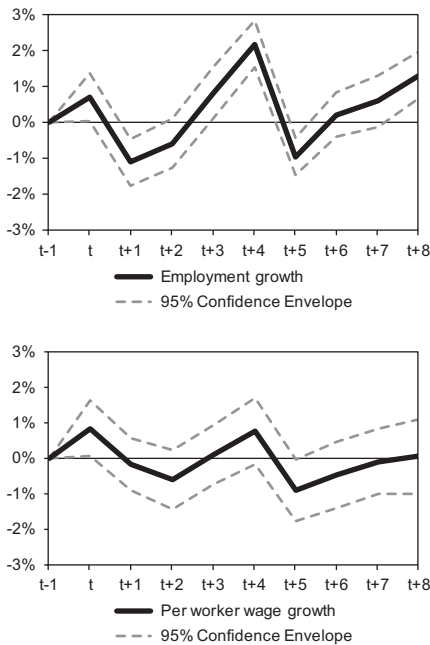 3%
2%
1%
0%
-1%
-2%
-3%
t-1 t t+1 t+2 t+3 t+4 t+5 t+6 t+7 t+8
Employment growth
95% Confidence Envelope
3%
2%
1%
0%
-1%
-2%
-3%
t-1 t t+1 t+2 t+3 t+4 t+5 t+6 t+7 t+8
Per worker wage growth
95% Confidence Envelope